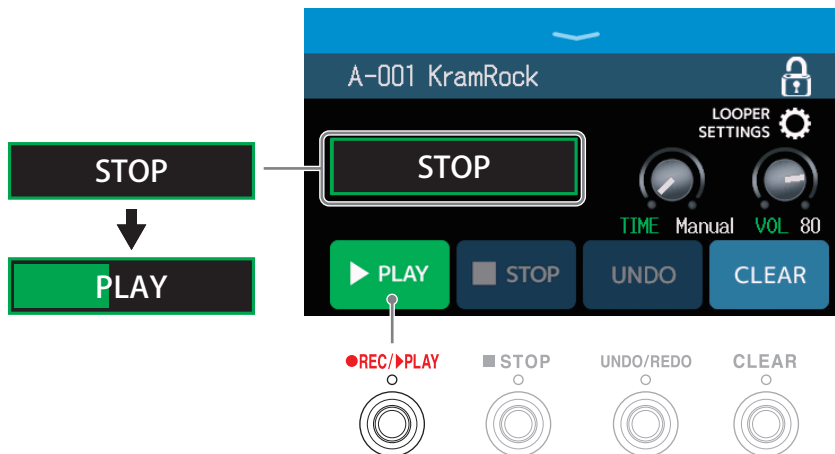 A-001 KramRock
LOOPER
SETTINGS
STOP
STOP
PLAY
TIME Manual VOL 80
▶ PLAY ■ STOP UNDO CLEAR
●REC/▶PLAY ■STOP UNDO/REDO CLEAR